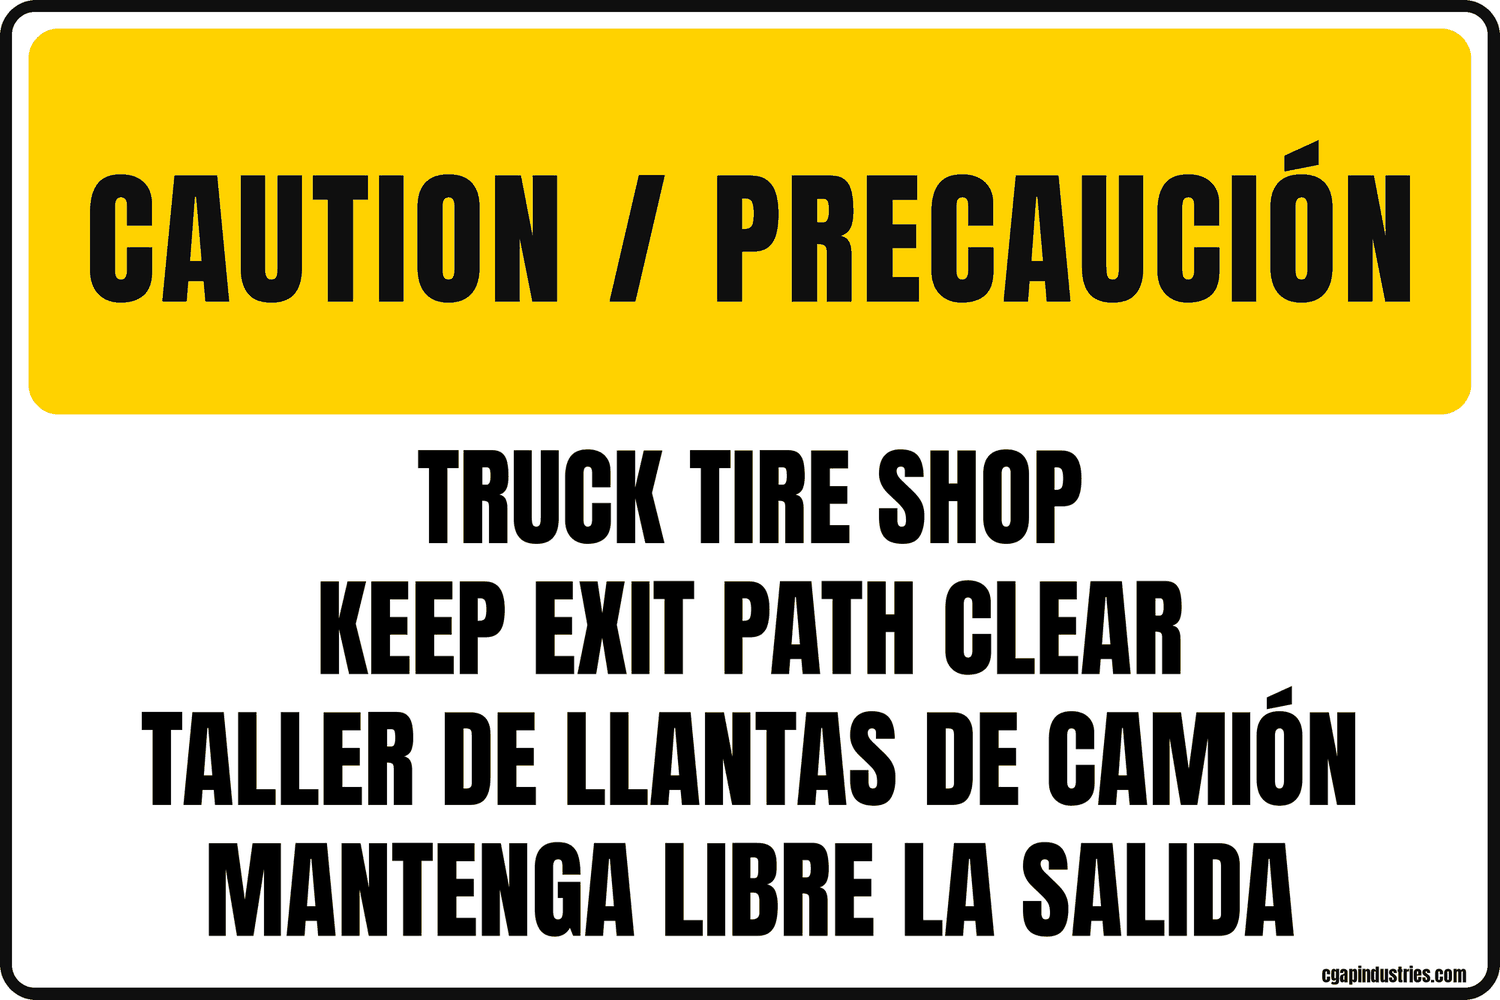 CAUTION / PRECAUCIÓN
TRUCK TIRE SHOP
KEEP EXIT PATH CLEAR
TALLER DE LLANTAS DE CAMIÓN
MANTENGA LIBRE LA SALIDA
cgapindustries.com